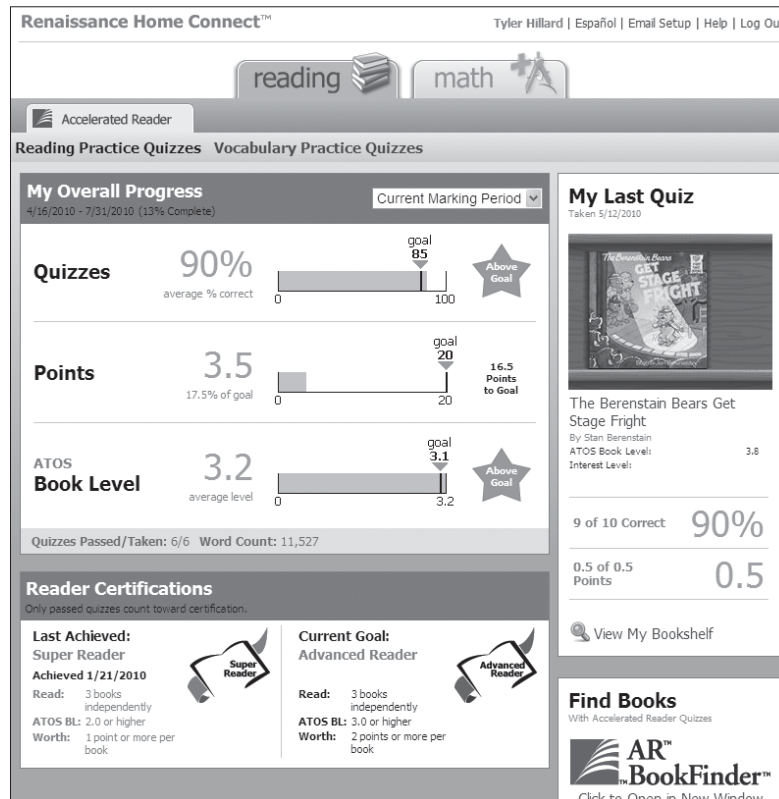 Renaissance Home Connect™
Tyler Hillard | Español | Email Setup | Help | Log Ou
reading
math
Accelerated Reader
Reading Practice Quizzes Vocabulary Practice Quizzes
My Overall Progress
4/16/2010 - 7/31/2010 (13% Complete)
Current Marking Period
Quizzes
90%
average % correct
goal
85
0
100
Above
Goal
Points
3.5
17.5% of goal
goal
20
0
20
16.5
Points
to Goal
ATOS
Book Level
3.2
average level
goal
3.1
0
3.2
Above
Goal
Quizzes Passed/Taken: 6/6 Word Count: 11,527
Reader Certifications
Only passed quizzes count toward certification.
Last Achieved:
Super Reader
Achieved 1/21/2010
Read: 3 books
independently
ATOS BL: 2.0 or higher
Worth: 1 point or more per
book
Super
Reader
Current Goal:
Advanced Reader
Read: 3 books
independently
ATOS BL: 3.0 or higher
Worth: 2 points or more per
book
Advanced
Reader
My Last Quiz
Taken 5/12/2010
The Berenstain Bears
GET
STAGE
FRIGHT
The Berenstain Bears Get
Stage Fright
By Stan Berenstain
ATOS Book Level: 3.8
Interest Level:
9 of 10 Correct 90%
0.5 of 0.5
Points
0.5
View My Bookshelf
Find Books
With Accelerated Reader Quizzes
AR™
BookFinder™
Click to Open in New Window